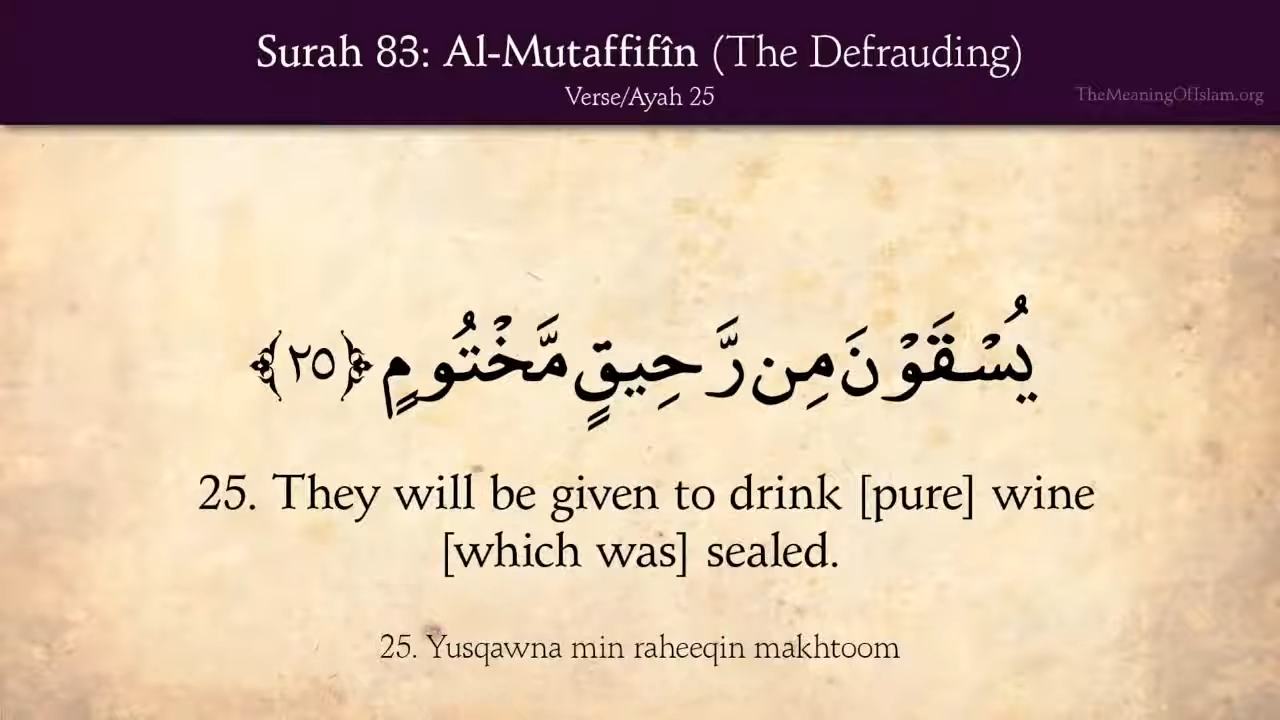 Surah 83: Al-Mutaffifîn (The Defrauding)
Verse/Ayah 25
TheMeaningOfIslam.org
يُسْقَوْنَ مِن رَّحِيقٍ مَّخْتُومٍ ﴿٢٥﴾
25. They will be given to drink [pure] wine
[which was] sealed.
25. Yusqawna min raheeqin makhtoom